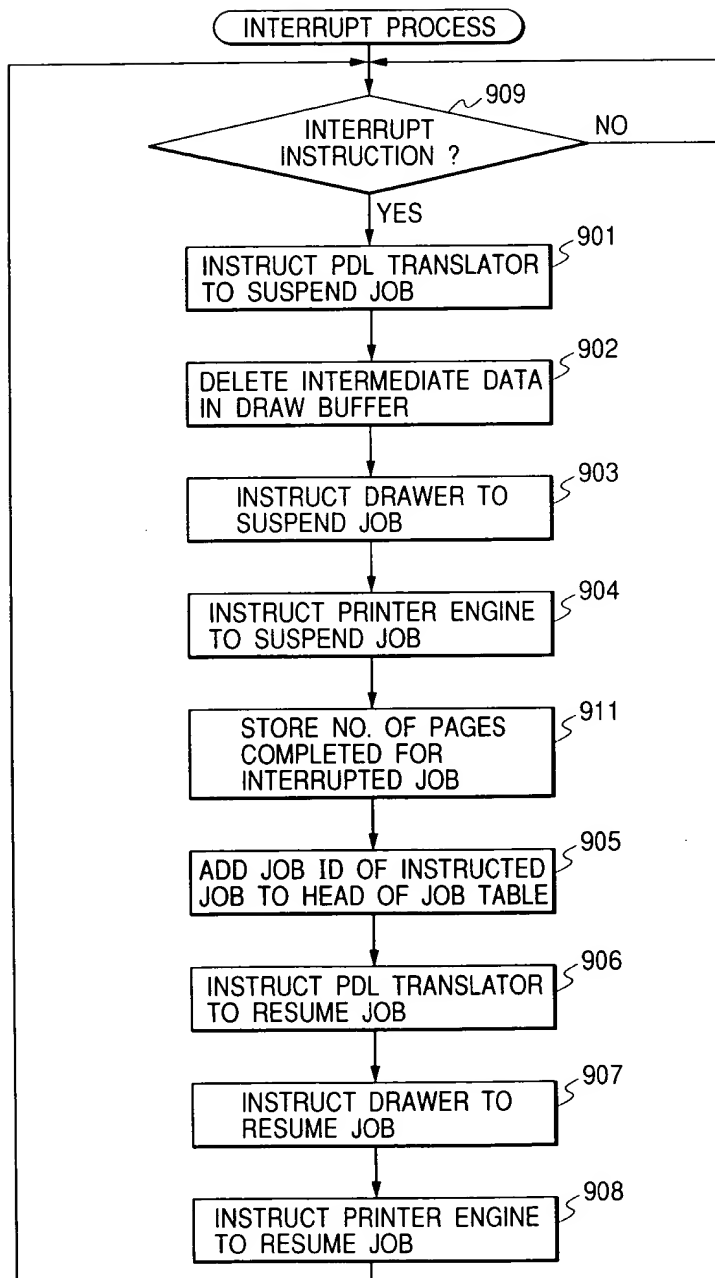 INTERRUPT PROCESS
909
INTERRUPT
INSTRUCTION ?
NO
YES
901
INSTRUCT PDL TRANSLATOR
TO SUSPEND JOB
902
DELETE INTERMEDIATE DATA
IN DRAW BUFFER
903
INSTRUCT DRAWER TO
SUSPEND JOB
904
INSTRUCT PRINTER ENGINE
TO SUSPEND JOB
911
STORE NO. OF PAGES
COMPLETED FOR
INTERRUPTED JOB
905
ADD JOB ID OF INSTRUCTED
JOB TO HEAD OF JOB TABLE
906
INSTRUCT PDL TRANSLATOR
TO RESUME JOB
907
INSTRUCT DRAWER TO
RESUME JOB
908
INSTRUCT PRINTER ENGINE
TO RESUME JOB